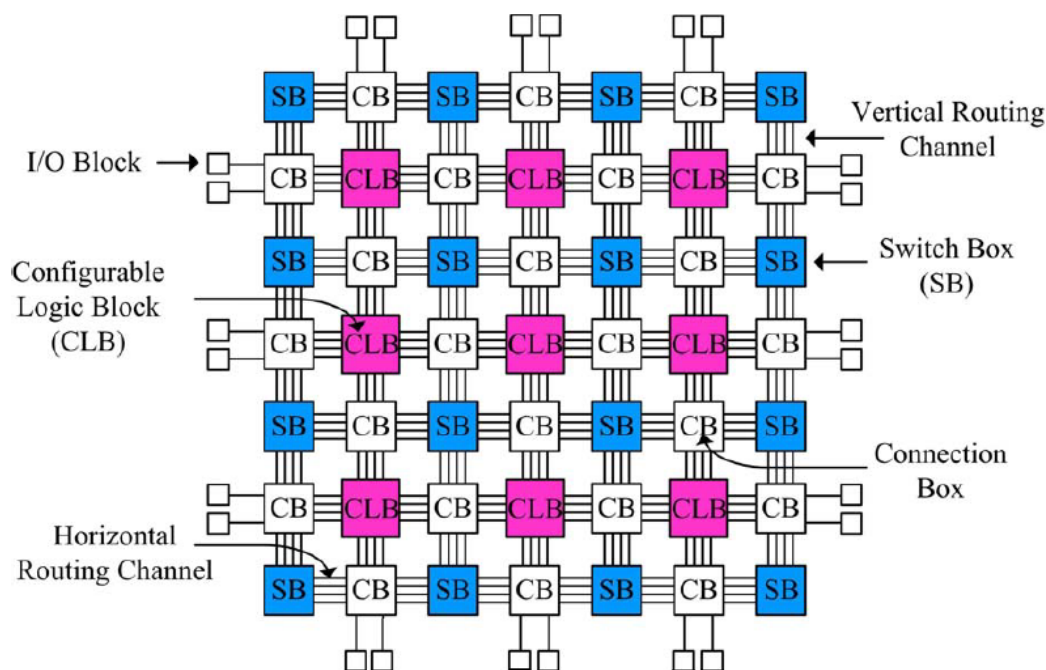 SB CB SB CB SB CB SB
Vertical Routing
Channel
I/O Block
CB CLB CB CLB CB CLB CB
SB CB SB CB SB CB SB
Switch Box
(SB)
Configurable
Logic Block
(CLB)
CB CLB CB CLB CB CLB CB
SB CB SB CB SB CB SB
Connection
Box
CB CLB CB CLB CB CLB CB
Horizontal
Routing Channel
SB CB SB CB SB CB SB